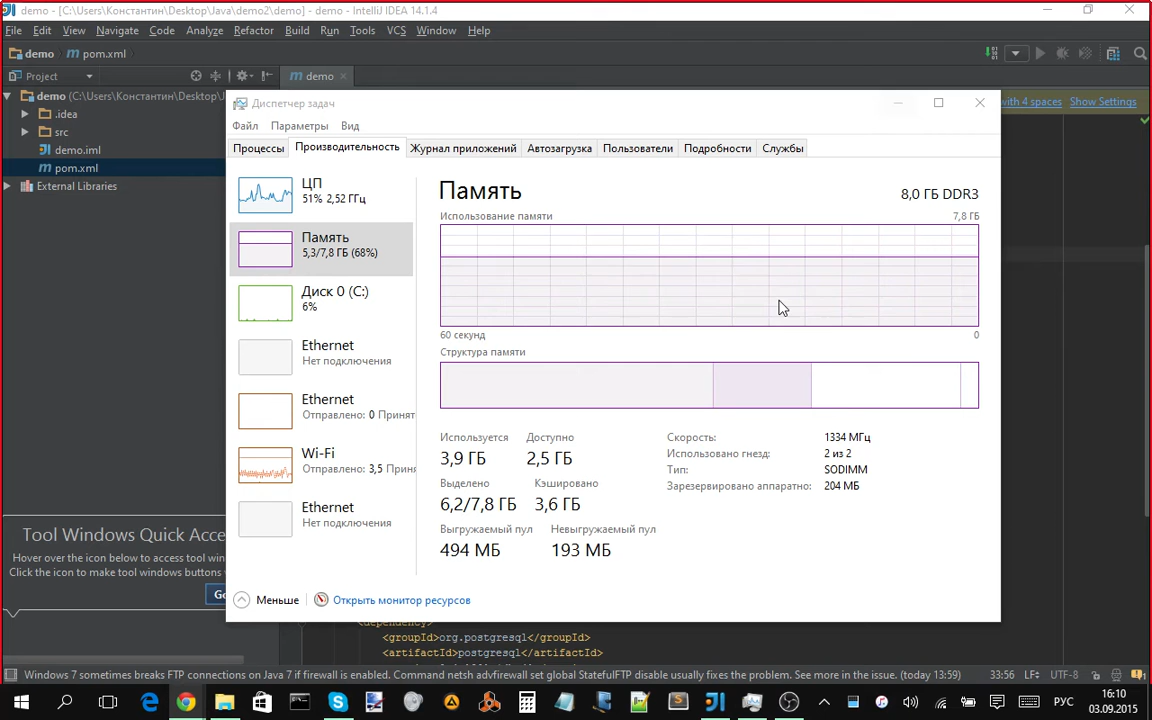 demo - [C:\Users\Константин\Desktop\Java\demo2\demo] - demo - IntelliJ IDEA 14.1.4
File Edit View Navigate Code Analyze Refactor Build Run Tools VCS Window Help
demo pom.xml
Project
demo
demo (C:\Users\Константин\Desktop\J
.idea
src
demo.iml
pom.xml
External Libraries
with 4 spaces Show Settings
Диспетчер задач
Файл Параметры Вид
Процессы Производительность Журнал приложений Автозагрузка Пользователи Подробности Службы
ЦП
51% 2,52 ГГц
Память
5,3/7,8 ГБ (68%)
Диск 0 (C:)
6%
Ethernet
Нет подключения
Ethernet
Отправлено: 0 Принят
Wi-Fi
Отправлено: 3,5 Приня
Ethernet
Нет подключения
Память 8,0 ГБ DDR3
Использование памяти 7,8 ГБ
60 секунд 0
Структура памяти
Используется Доступно
3,9 ГБ 2,5 ГБ
Выделено Кэшировано
6,2/7,8 ГБ 3,6 ГБ
Выгружаемый пул Невыгружаемый пул
494 МБ 193 МБ
Скорость: 1334 МГц
Использовано гнезд: 2 из 2
Тип: SODIMM
Зарезервировано аппаратно: 204 МБ
Меньше Открыть монитор ресурсов
Tool Windows Quick Acce
Hover over the icon below to access tool win
Click the icon to make tool windows buttons
Go
<dependency>
<groupId>org.postgresql</groupId>
<artifactId>postgresql</artifactId>
Windows 7 sometimes breaks FTP connections on Java 7 if firewall is enabled. Command netsh advfirewall set global StatefulFTP disable usually fixes the problem. See more in the issue. (today 13:59) 33:56 LF UTF-8
РУС
16:10
03.09.2015